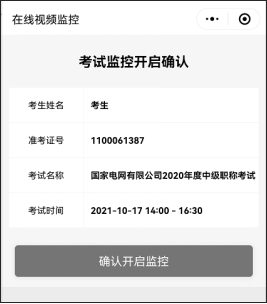 在线视频监控
考试监控开启确认
考生姓名 考生
准考证号 1100061387
考试名称 国家电网有限公司2020年度中级职称考试
考试时间 2021-10-17 14:00 - 16:30
确认开启监控